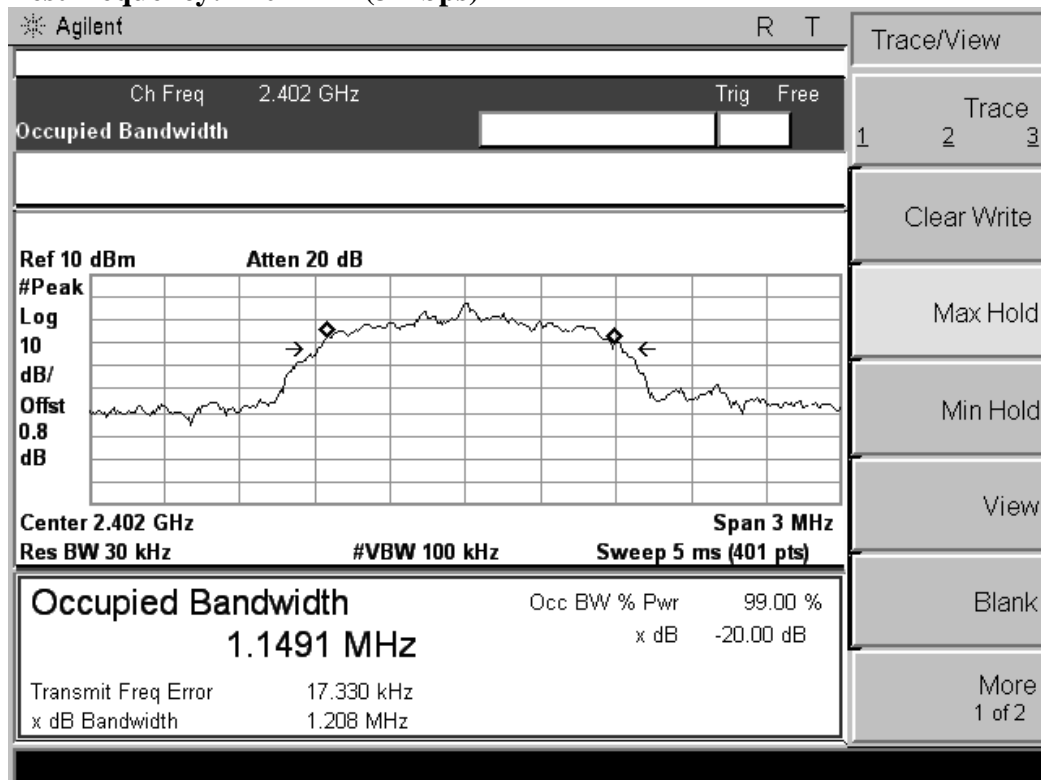 Agilent R T
Trace/View
Ch Freq 2.402 GHz Trig Free
Occupied Bandwidth
Trace
1 2 3
Clear Write
Max Hold
Min Hold
View
Blank
More
1 of 2
Ref 10 dBm Atten 20 dB
#Peak
Log
10
dB/
Offst
0.8
dB
Center 2.402 GHz Span 3 MHz
Res BW 30 kHz #VBW 100 kHz Sweep 5 ms (401 pts)
Occupied Bandwidth Occ BW % Pwr 99.00 %
1.1491 MHz x dB -20.00 dB
Transmit Freq Error 17.330 kHz
x dB Bandwidth 1.208 MHz